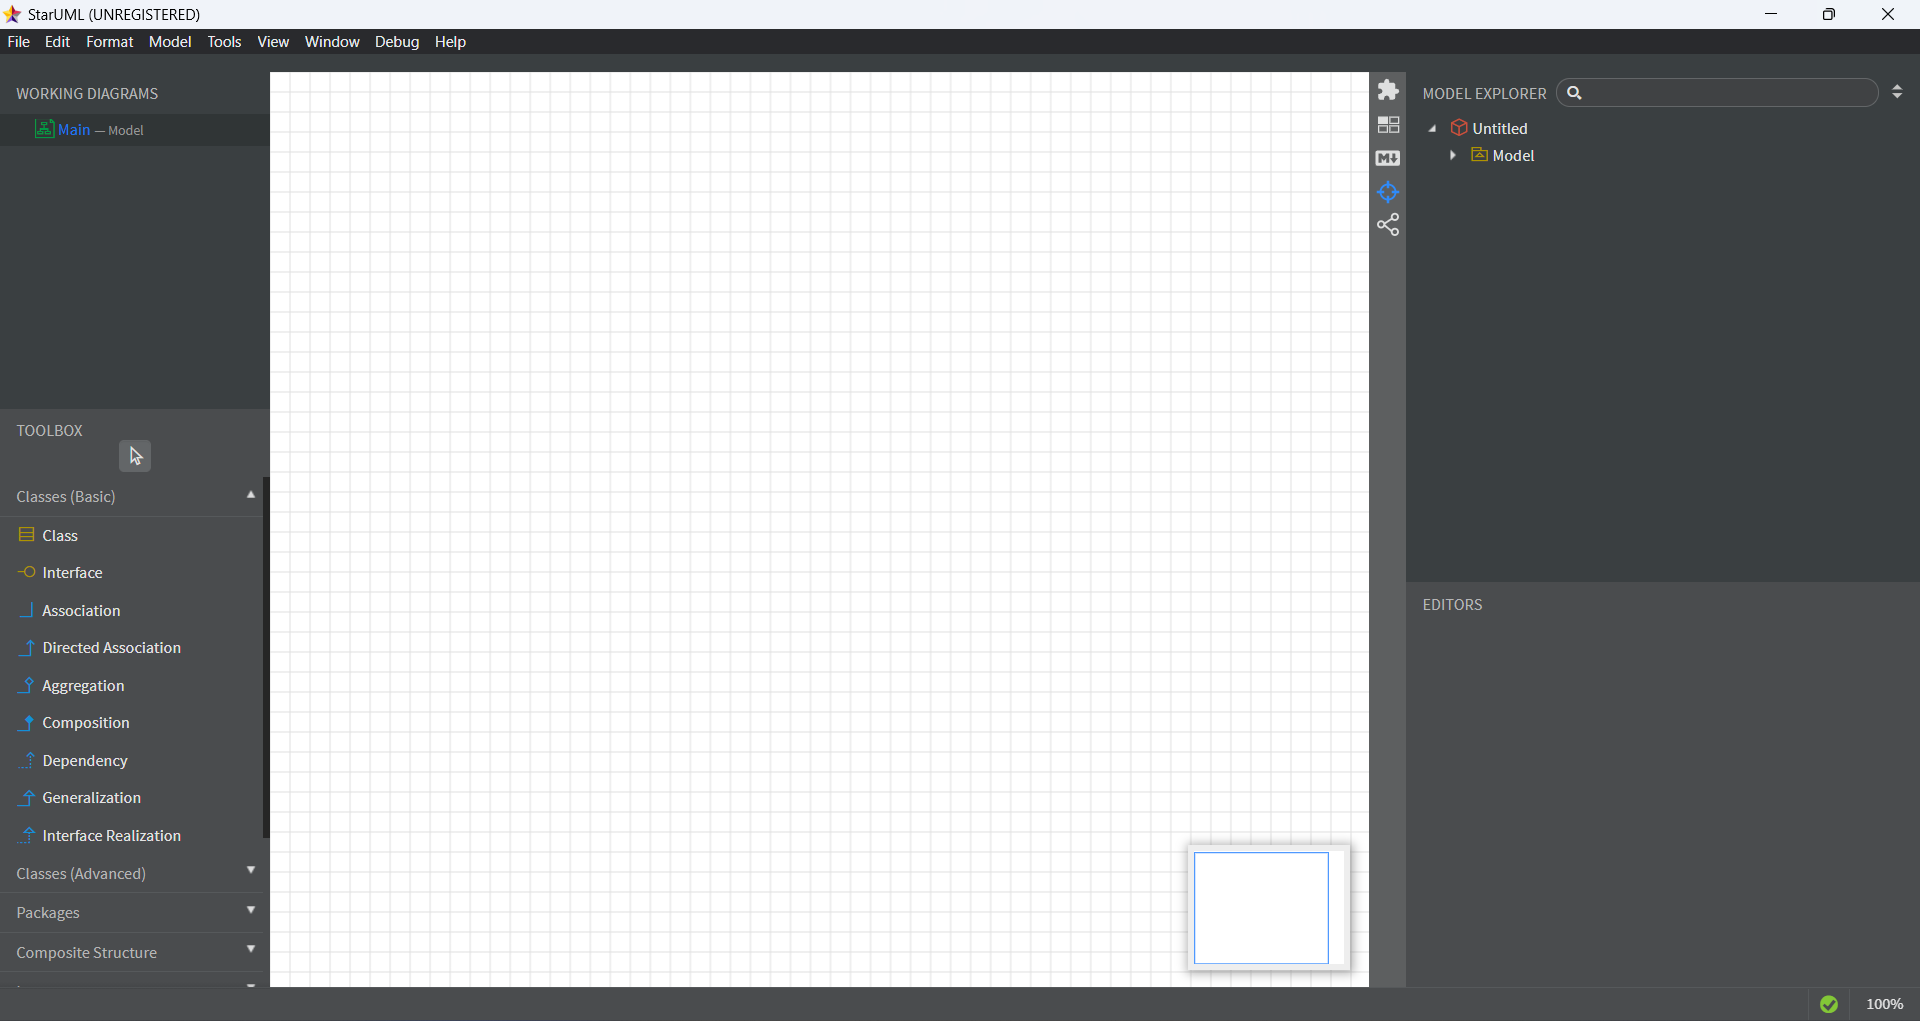 StarUML (UNREGISTERED)
File Edit Format Model Tools View Window Debug Help
WORKING DIAGRAMS
Main — Model
TOOLBOX
Classes (Basic)
Class
Interface
Association
Directed Association
Aggregation
Composition
Dependency
Generalization
Interface Realization
Classes (Advanced)
Packages
Composite Structure
MODEL EXPLORER
Untitled
Model
EDITORS
100%